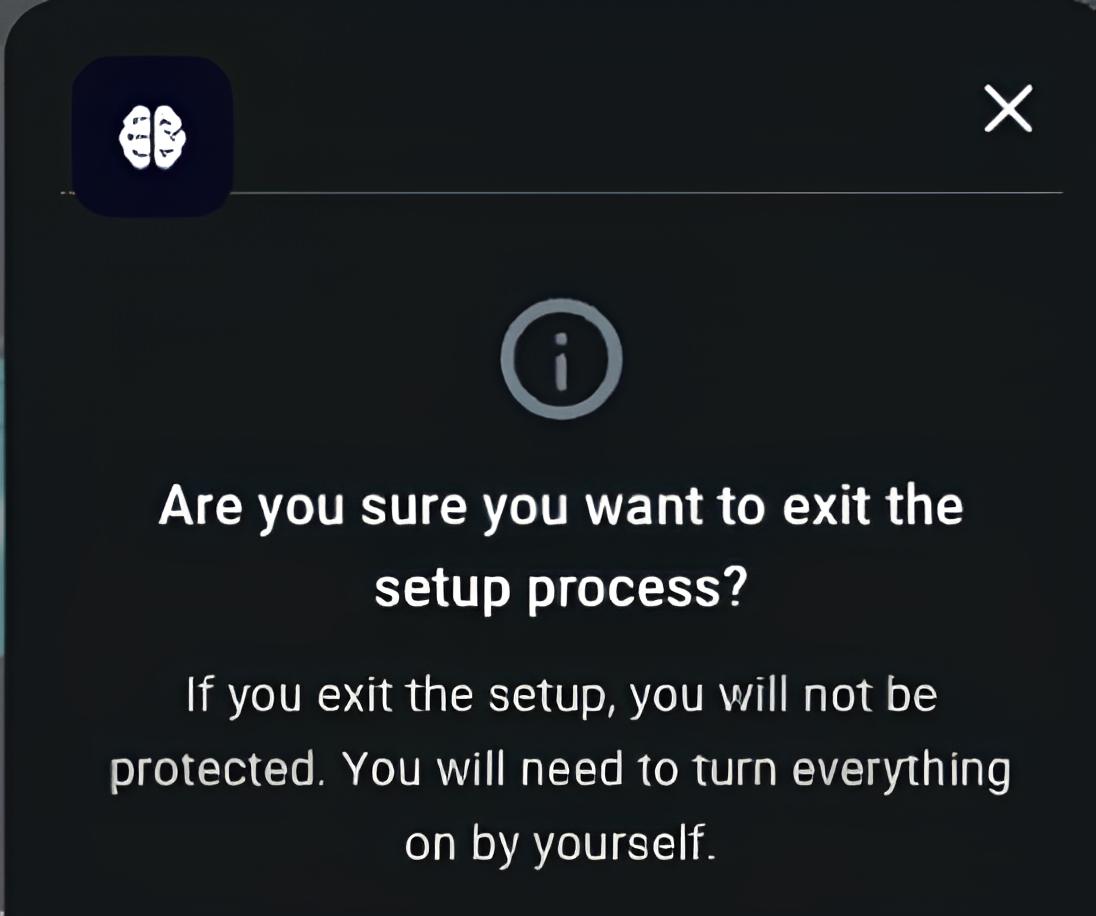 Are you sure you want to exit the
setup process?
If you exit the setup, you will not be
protected. You will need to turn everything
on by yourself.